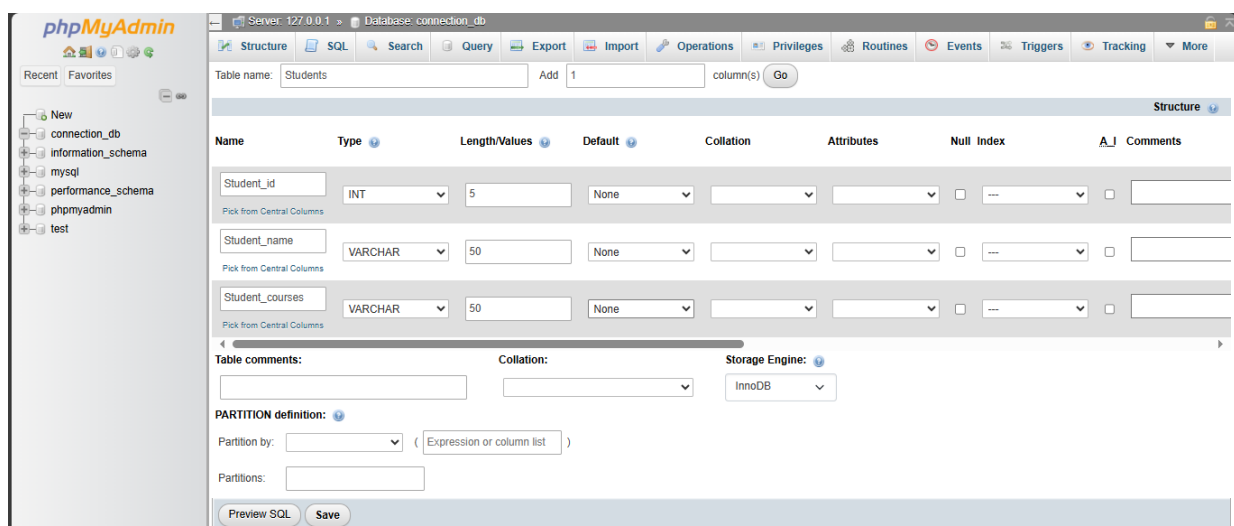 phpMyAdmin
Recent Favorites
New
connection_db
information_schema
mysql
performance_schema
phpmyadmin
test
Server: 127.0.0.1 » Database: connection_db
Structure SQL Search Query Export Import Operations Privileges Routines Events Triggers Tracking More
Table name: Students Add 1 column(s) Go
Structure
Name Type Length/Values Default Collation Attributes Null Index A_I Comments
Student_id INT 5 None ---
Pick from Central Columns
Student_name VARCHAR 50 None ---
Pick from Central Columns
Student_courses VARCHAR 50 None ---
Pick from Central Columns
Table comments: Collation: Storage Engine:
InnoDB
PARTITION definition:
Partition by: ( Expression or column list )
Partitions:
Preview SQL Save